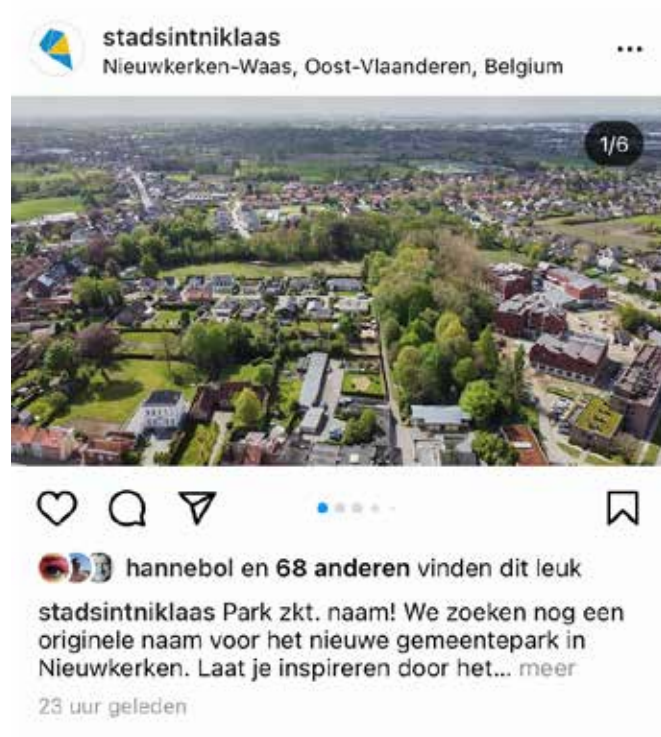 stadsintniklaas
Nieuwkerken-Waas, Oost-Vlaanderen, Belgium
1/6
hannebol en 68 anderen vinden dit leuk
stadsintniklaas Park zkt. naam! We zoeken nog een
originele naam voor het nieuwe gemeentepark in
Nieuwkerken. Laat je inspireren door het... meer
23 uur geleden